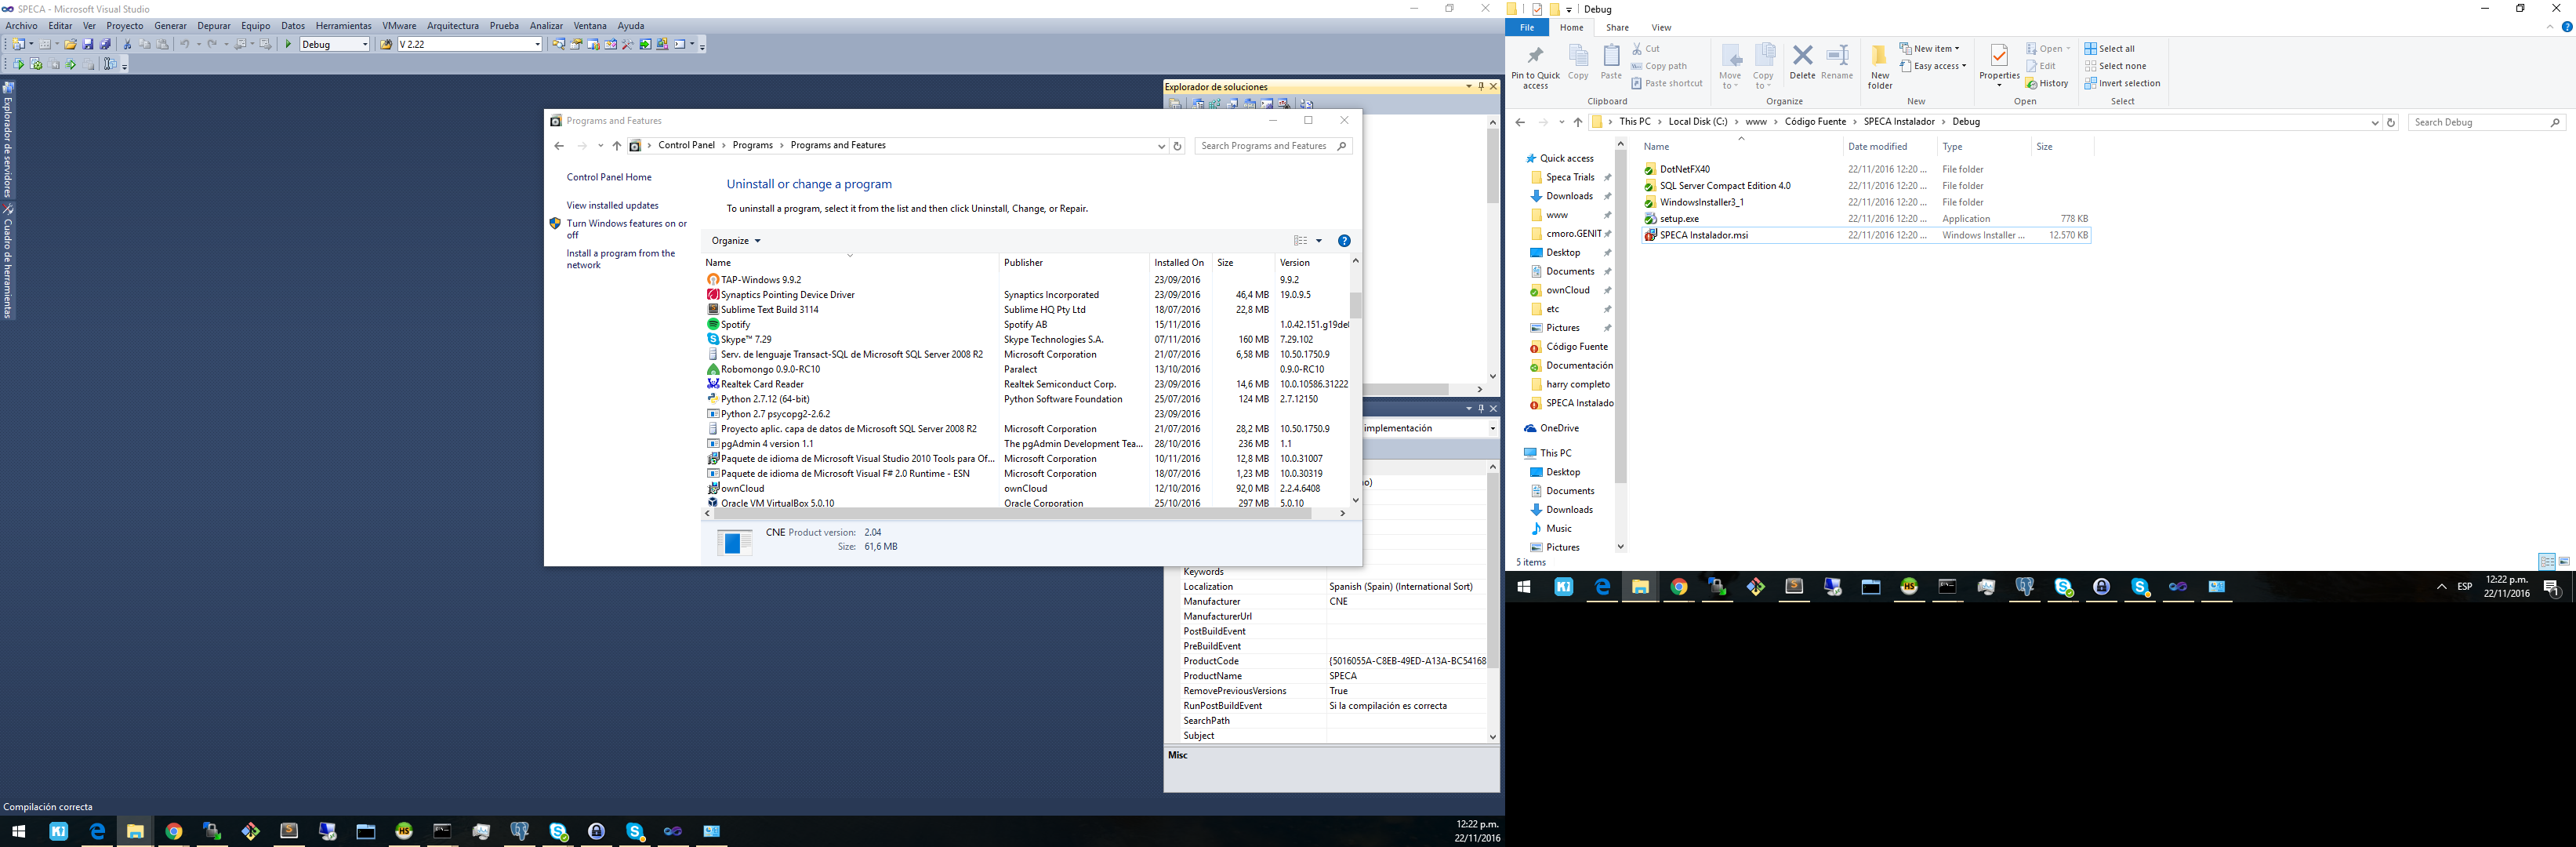 SPECA - Microsoft Visual Studio
Archivo Editar Ver Proyecto Generar Depurar Equipo Datos Herramientas VMware Arquitectura Prueba Analizar Ventana Ayuda
Debug V 2.22
Explorador de servidores
Cuadro de herramientas
Explorador de soluciones
Programs and Features
Control Panel Programs Programs and Features
Search Programs and Features
Control Panel Home
View installed updates
Turn Windows features on or
off
Install a program from the
network
Uninstall or change a program
To uninstall a program, select it from the list and then click Uninstall, Change, or Repair.
Organize
Name Publisher Installed On Size Version
TAP-Windows 9.9.2 23/09/2016 9.9.2
Synaptics Pointing Device Driver Synaptics Incorporated 23/09/2016 46,4 MB 19.0.9.5
Sublime Text Build 3114 Sublime HQ Pty Ltd 18/07/2016 22,8 MB
Spotify Spotify AB 15/11/2016 1.0.42.151.g19de
Skype™ 7.29 Skype Technologies S.A. 07/11/2016 160 MB 7.29.102
Serv. de lenguaje Transact-SQL de Microsoft SQL Server 2008 R2 Microsoft Corporation 21/07/2016 6,58 MB 10.50.1750.9
Robomongo 0.9.0-RC10 Paralect 13/10/2016 0.9.0-RC10
Realtek Card Reader Realtek Semiconduct Corp. 23/09/2016 14,6 MB 10.0.10586.31222
Python 2.7.12 (64-bit) Python Software Foundation 25/07/2016 124 MB 2.7.12150
Python 2.7 psycopg2-2.6.2 23/09/2016
Proyecto aplic. capa de datos de Microsoft SQL Server 2008 R2 Microsoft Corporation 21/07/2016 28,2 MB 10.50.1750.9
pgAdmin 4 version 1.1 The pgAdmin Development Tea... 28/10/2016 236 MB 1.1
Paquete de idioma de Microsoft Visual Studio 2010 Tools para Of... Microsoft Corporation 10/11/2016 12,8 MB 10.0.31007
Paquete de idioma de Microsoft Visual F# 2.0 Runtime - ESN Microsoft Corporation 18/07/2016 1,23 MB 10.0.30319
ownCloud ownCloud 12/10/2016 92,0 MB 2.2.4.6408
Oracle VM VirtualBox 5.0.10 Oracle Corporation 25/10/2016 297 MB 5.0.10
CNE Product version: 2.04
Size: 61,6 MB
implementación
Keywords
Localization Spanish (Spain) (International Sort)
Manufacturer CNE
ManufacturerUrl
PostBuildEvent
PreBuildEvent
ProductCode {5016055A-C8EB-49ED-A13A-BC54168
ProductName SPECA
RemovePreviousVersions True
RunPostBuildEvent Si la compilación es correcta
SearchPath
Subject
Misc
Compilación correcta
12:22 p.m.
22/11/2016
Debug
File Home Share View
Pin to Quick
access
Copy
Paste
Cut
Copy path
Paste shortcut
Clipboard
Move
to
Copy
to
Delete
Rename
Organize
New
folder
New item
Easy access
New
Properties
Open
Edit
History
Open
Select all
Select none
Invert selection
Select
This PC Local Disk (C:) www Código Fuente SPECA Instalador Debug
Search Debug
Quick access
Speca Trials
Downloads
www
cmoro.GENIT
Desktop
Documents
ownCloud
etc
Pictures
Código Fuente
Documentación
harry completo
SPECA Instalado
OneDrive
This PC
Desktop
Documents
Downloads
Music
Pictures
Name Date modified Type Size
DotNetFX40 22/11/2016 12:20 ... File folder
SQL Server Compact Edition 4.0 22/11/2016 12:20 ... File folder
WindowsInstaller3_1 22/11/2016 12:20 ... File folder
setup.exe 22/11/2016 12:20 ... Application 778 KB
SPECA Instalador.msi 22/11/2016 12:20 ... Windows Installer ... 12.570 KB
5 items
ESP
12:22 p.m.
22/11/2016